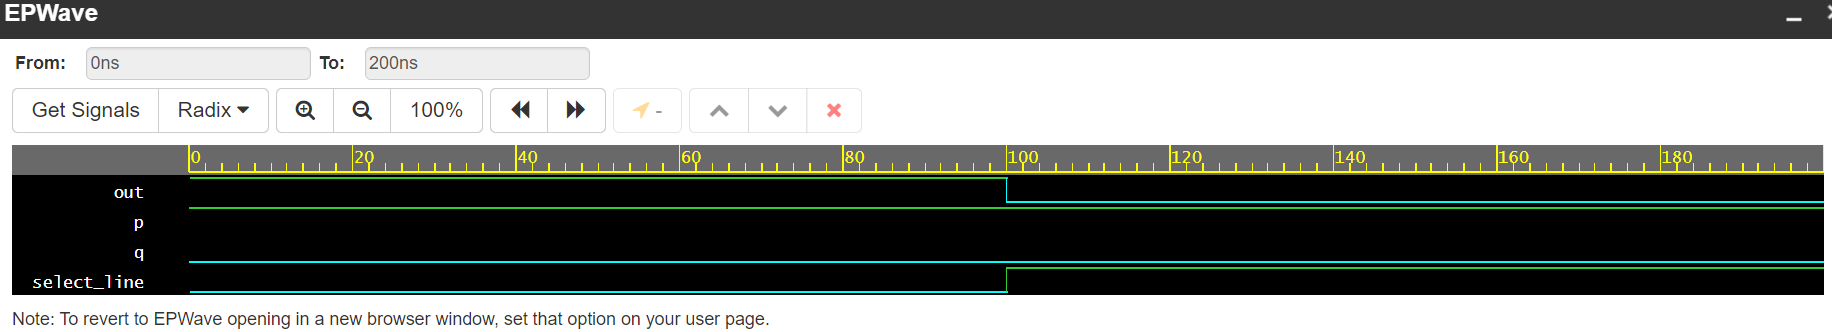 EPWave
From: 0ns To: 200ns
Get Signals Radix 100% -
0 20 40 60 80 100 120 140 160 180
out
p
q
select_line
Note: To revert to EPWave opening in a new browser window, set that option on your user page.